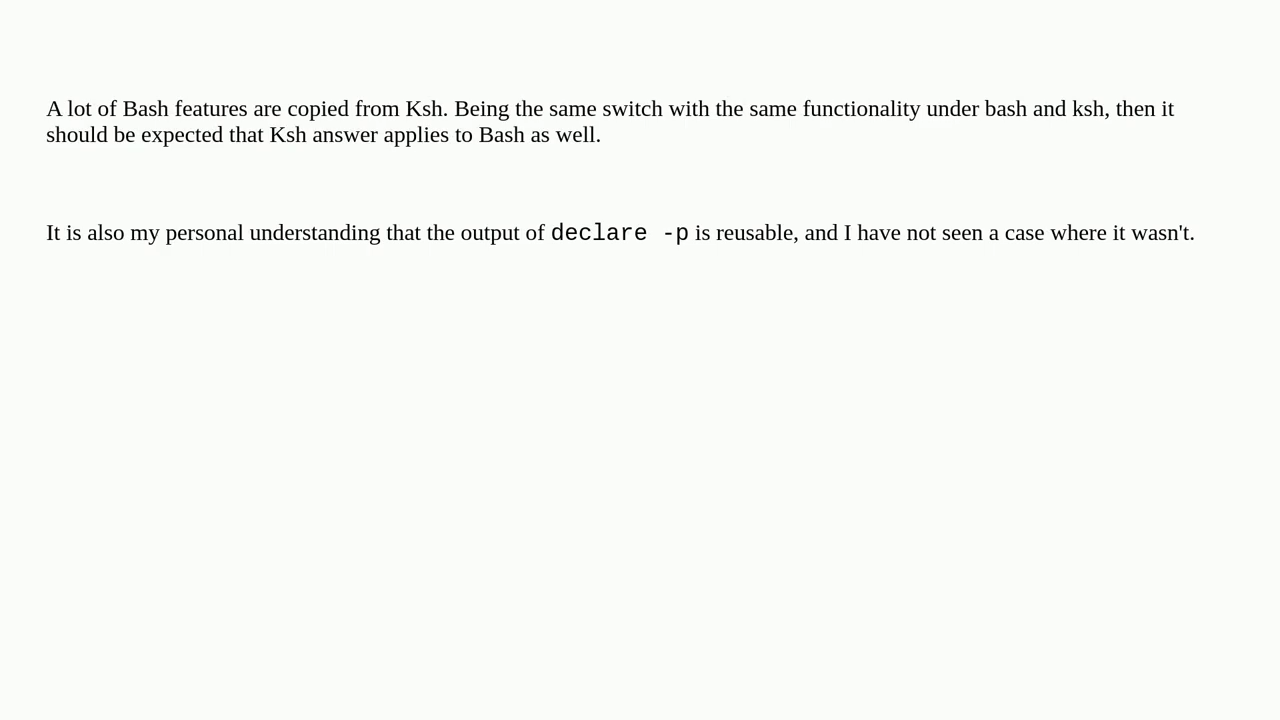 A lot of Bash features are copied from Ksh. Being the same switch with the same functionality under bash and ksh, then it
should be expected that Ksh answer applies to Bash as well.
It is also my personal understanding that the output of declare -p is reusable, and I have not seen a case where it wasn't.